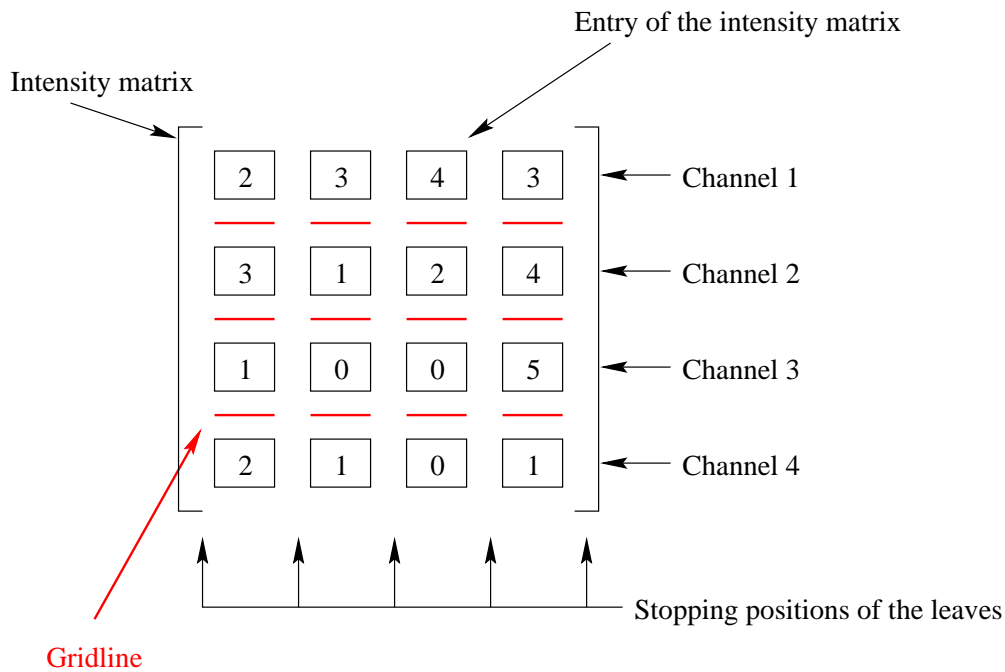 Entry of the intensity matrix
Intensity matrix
2 3 4 3 Channel 1
3 1 2 4 Channel 2
1 0 0 5 Channel 3
2 1 0 1 Channel 4
Stopping positions of the leaves
Gridline